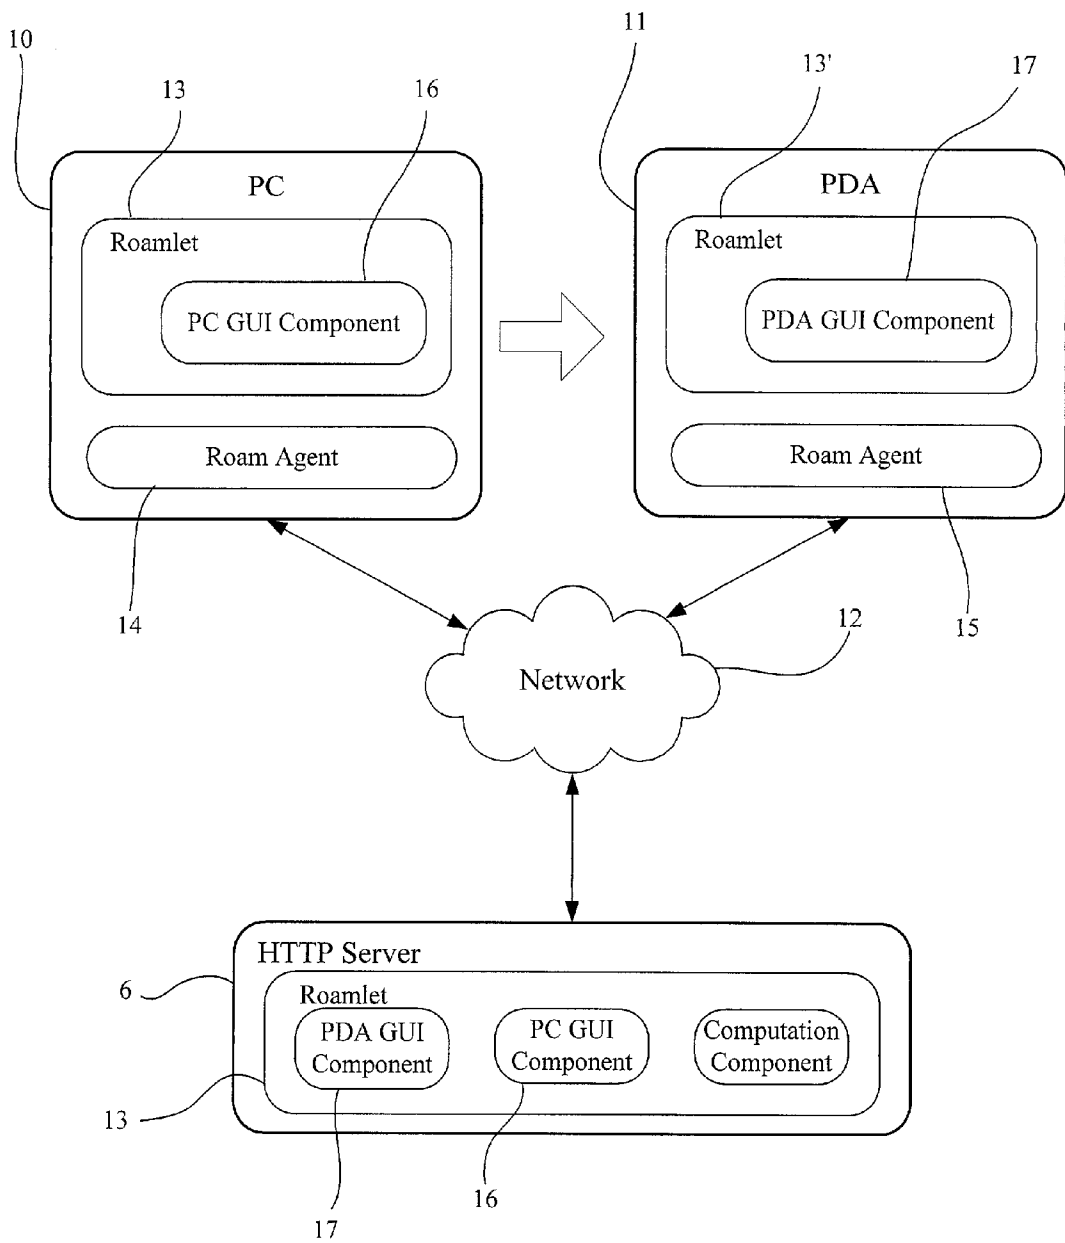 10
13
16
11
13'
17
PC
Roamlet
PC GUI Component
Roam Agent
PDA
Roamlet
PDA GUI Component
Roam Agent
14
15
12
Network
HTTP Server
6
Roamlet
PDA GUI
Component
PC GUI
Component
Computation
Component
13
17
16